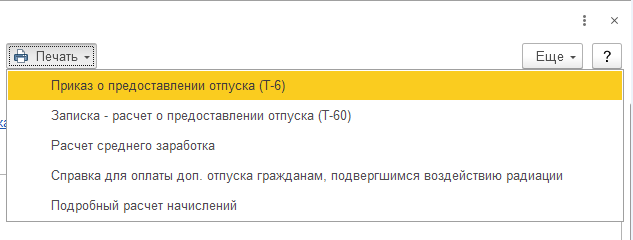 Печать
Еще
?
Приказ о предоставлении отпуска (Т-6)
Записка - расчет о предоставлении отпуска (Т-60)
Расчет среднего заработка
Справка для оплаты доп. отпуска гражданам, подвергшимся воздействию радиации
Подробный расчет начислений